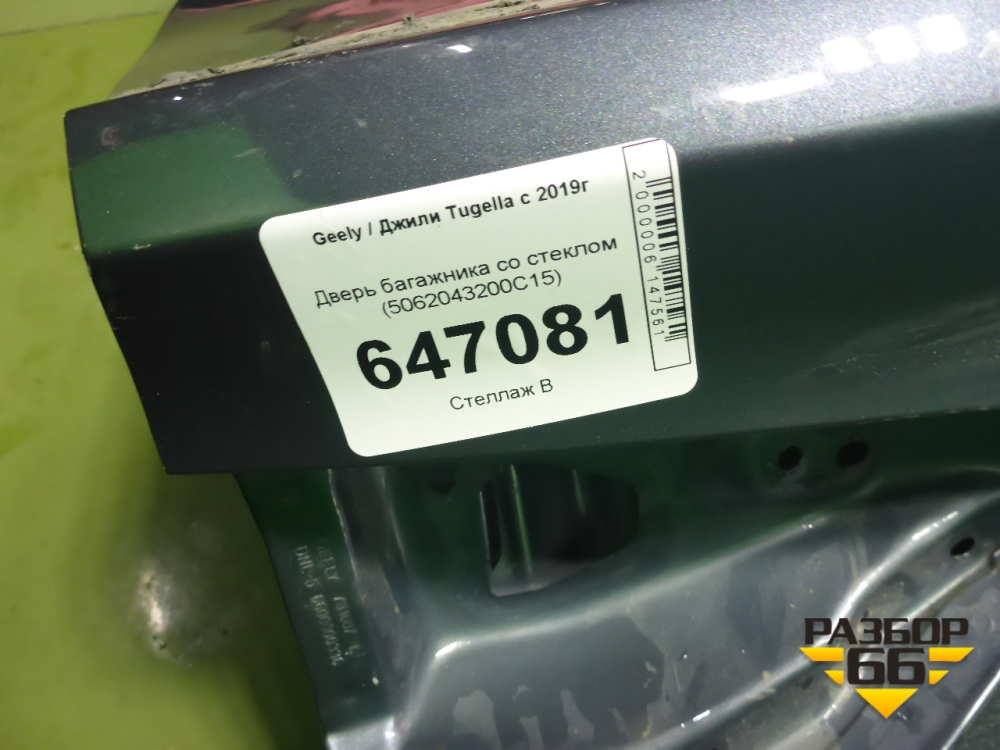 Geely / Джили Tugella с 2019г
Дверь багажника со стеклом
(5062043200C15)
647081
Стеллаж В
2 000006 147561
РАЗБОР
66